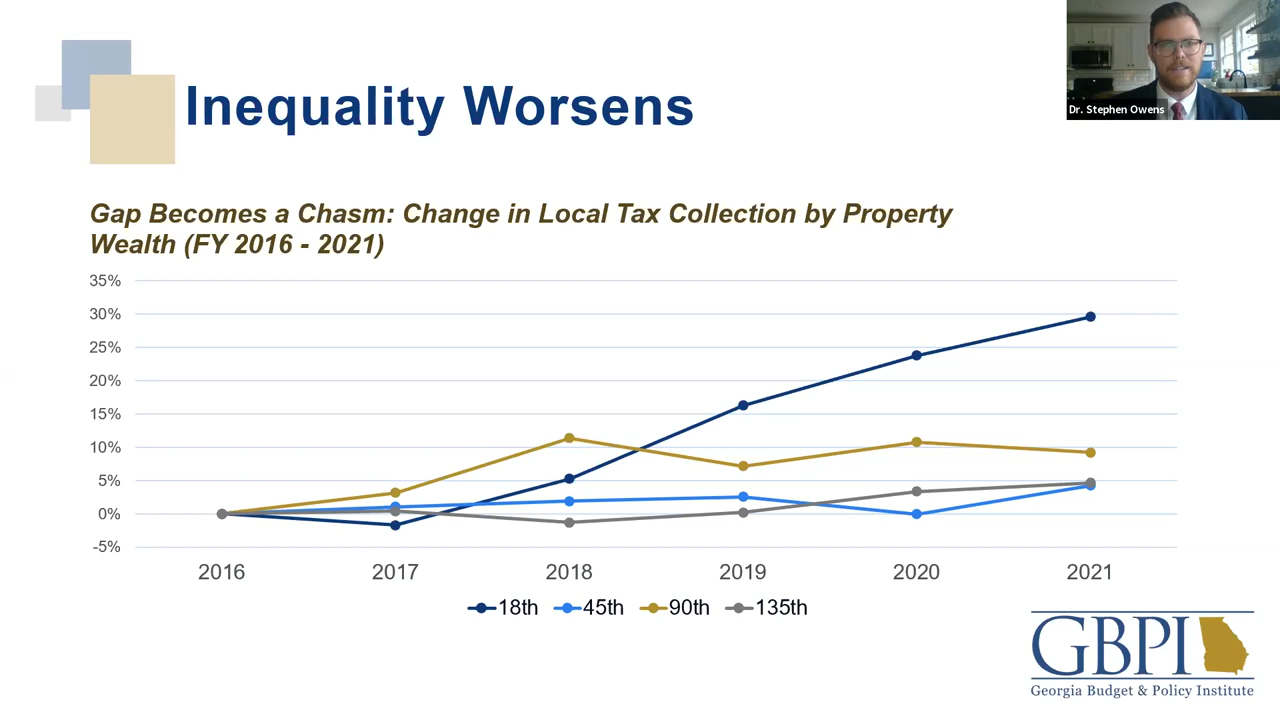 Dr. Stephen Owens
Inequality Worsens
Gap Becomes a Chasm: Change in Local Tax Collection by Property
Wealth (FY 2016 - 2021)
35%
30%
25%
20%
15%
10%
5%
0%
-5%
2016 2017 2018 2019 2020 2021
18th 45th 90th 135th
GBPI
Georgia Budget & Policy Institute